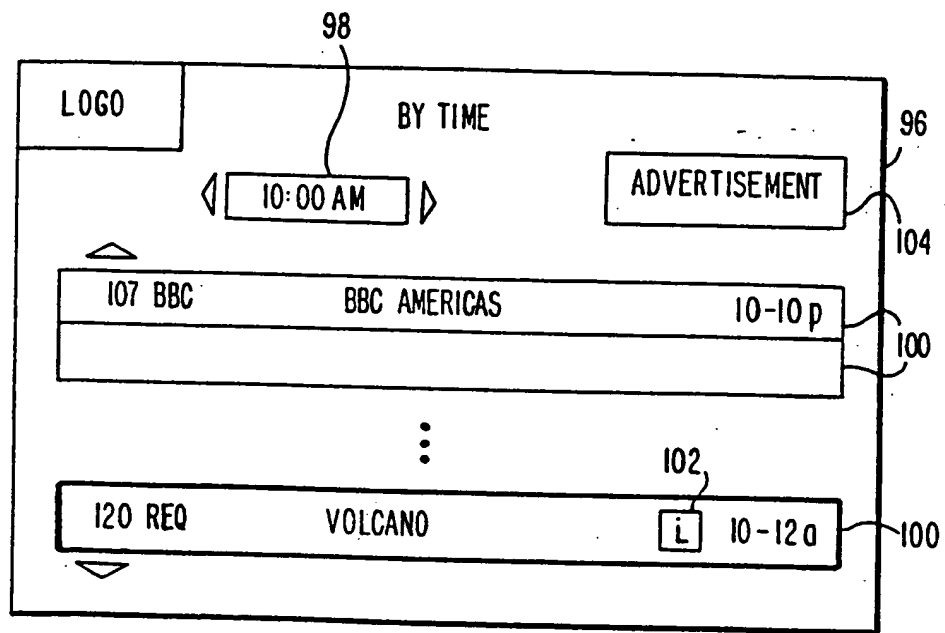 98
LOGO
BY TIME
96
10:00 AM
ADVERTISEMENT
104
107 BBC BBC AMERICAS 10-10 p
100
102
120 REQ VOLCANO i 10-12 a
100